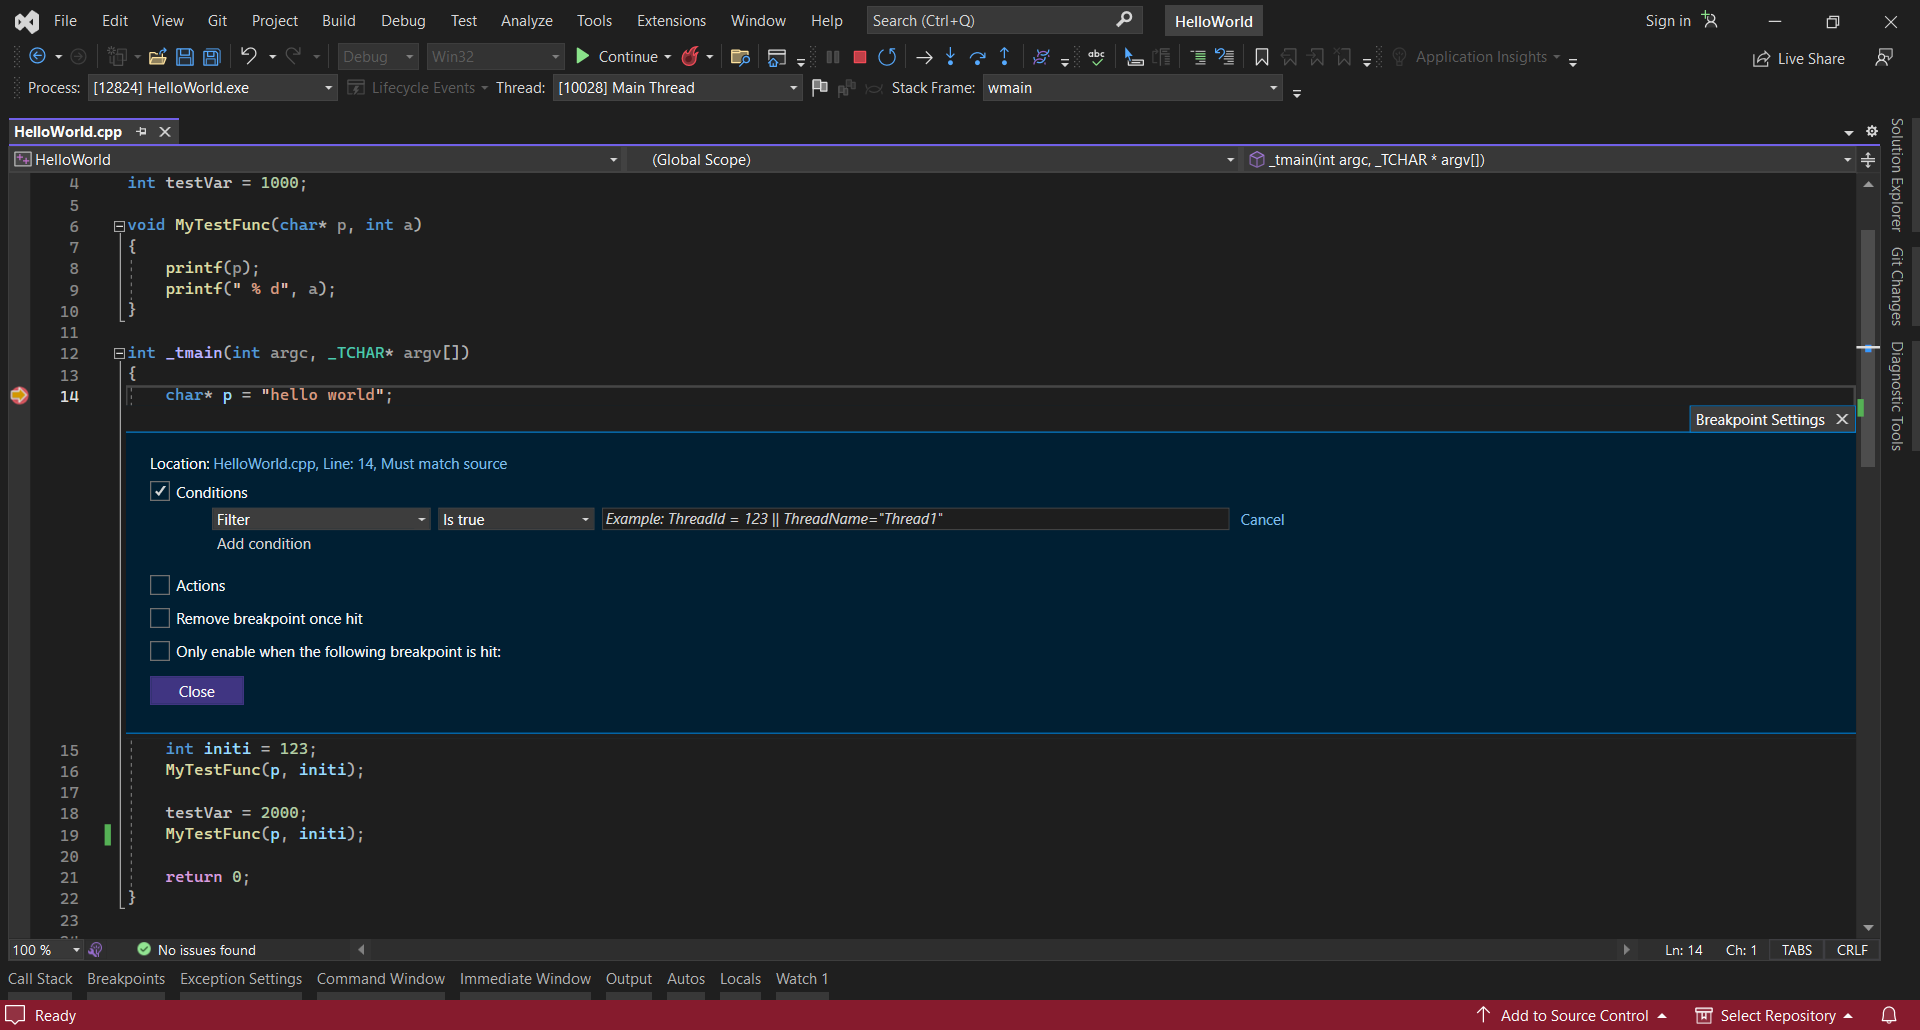 File Edit View Git Project Build Debug Test Analyze Tools Extensions Window Help Search (Ctrl+Q) HelloWorld Sign in
Debug Win32 Continue abc Application Insights Live Share
Process: [12824] HelloWorld.exe Lifecycle Events Thread: [10028] Main Thread Stack Frame: wmain
HelloWorld.cpp
HelloWorld (Global Scope) _tmain(int argc, _TCHAR * argv[])
Solution Explorer
Git Changes
Diagnostic Tools
4 int testVar = 1000;
5
6 void MyTestFunc(char* p, int a)
7 {
8 printf(p);
9 printf(" % d", a);
10 }
11
12 int _tmain(int argc, _TCHAR* argv[])
13 {
14 char* p = "hello world";
Breakpoint Settings
Location: HelloWorld.cpp, Line: 14, Must match source
Conditions
Filter Is true Example: ThreadId = 123 || ThreadName="Thread1" Cancel
Add condition
Actions
Remove breakpoint once hit
Only enable when the following breakpoint is hit:
Close
15 int initi = 123;
16 MyTestFunc(p, initi);
17
18 testVar = 2000;
19 MyTestFunc(p, initi);
20
21 return 0;
22 }
23
100 % No issues found Ln: 14 Ch: 1 TABS CRLF
Call Stack Breakpoints Exception Settings Command Window Immediate Window Output Autos Locals Watch 1
Ready Add to Source Control Select Repository